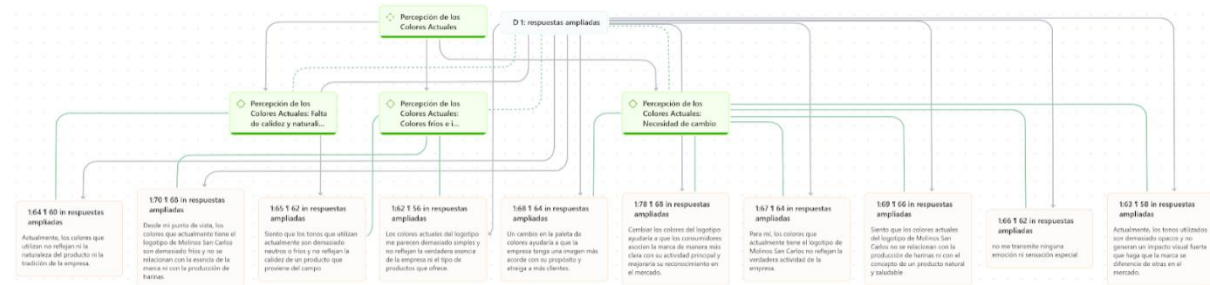 Percepción de los
Colores Actuales
D 1: respuestas ampliadas
Percepción de los
Colores Actuales: Falta
de calidez y naturali...
Percepción de los
Colores Actuales:
Colores fríos e i...
Percepción de los
Colores Actuales:
Necesidad de cambio
1:64 ¶ 60 in respuestas
ampliadas
Actualmente, los colores que
utilizan no reflejan ni la
naturaleza del producto ni la
tradición de la empresa.
1:70 ¶ 68 in respuestas
ampliadas
Desde mi punto de vista, los
colores que actualmente tiene el
logotipo de Molinos San Carlos
son demasiado fríos y no se
relacionan con la esencia de la
marca ni con la producción de
harinas.
1:65 ¶ 62 in respuestas
ampliadas
Siento que los tonos que utilizan
actualmente son demasiado
neutros o fríos y no reflejan la
calidez de un producto que
proviene del campo
1:62 ¶ 56 in respuestas
ampliadas
Los colores actuales del logotipo
me parecen demasiado simples y
no reflejan la verdadera esencia
de la empresa ni el tipo de
productos que ofrece.
1:68 ¶ 64 in respuestas
ampliadas
Un cambio en la paleta de
colores ayudaría a que la
empresa tenga una imagen más
acorde con su propósito y
atraiga a más clientes.
1:78 ¶ 68 in respuestas
ampliadas
Cambiar los colores del logotipo
ayudaría a que los consumidores
asocien la marca de manera más
clara con su actividad principal y
mejoraría su reconocimiento en
el mercado.
1:67 ¶ 64 in respuestas
ampliadas
Para mí, los colores que
actualmente tiene el logotipo de
Molinos San Carlos no reflejan la
verdadera actividad de la
empresa.
1:69 ¶ 66 in respuestas
ampliadas
Siento que los colores actuales
del logotipo de Molinos San
Carlos no se relacionan con la
producción de harinas ni con el
concepto de un producto natural
y saludable
1:66 ¶ 62 in respuestas
ampliadas
no me transmite ninguna
emoción ni sensación especial
1:63 ¶ 58 in respuestas
ampliadas
Actualmente, los tonos utilizados
son demasiado opacos y no
generan un impacto visual fuerte
que haga que la marca se
diferencie de otras en el
mercado.